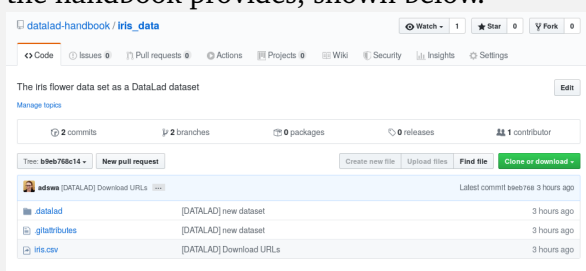 the handbook provides, shown below.
datalad-handbook / iris_data
Watch 1 Star 0 Fork 0
Code Issues 0 Pull requests 0 Actions Projects 0 Wiki Security Insights Settings
The iris flower data set as a DataLad dataset Edit
Manage topics
2 commits 2 branches 0 packages 0 releases 1 contributor
Tree: b9eb768c14 New pull request Create new file Upload files Find file Clone or download
adswa [DATALAD] Download URLs ... Latest commit b9eb768 3 hours ago
.datalad [DATALAD] new dataset 3 hours ago
.gitattributes [DATALAD] new dataset 3 hours ago
iris.csv [DATALAD] Download URLs 3 hours ago